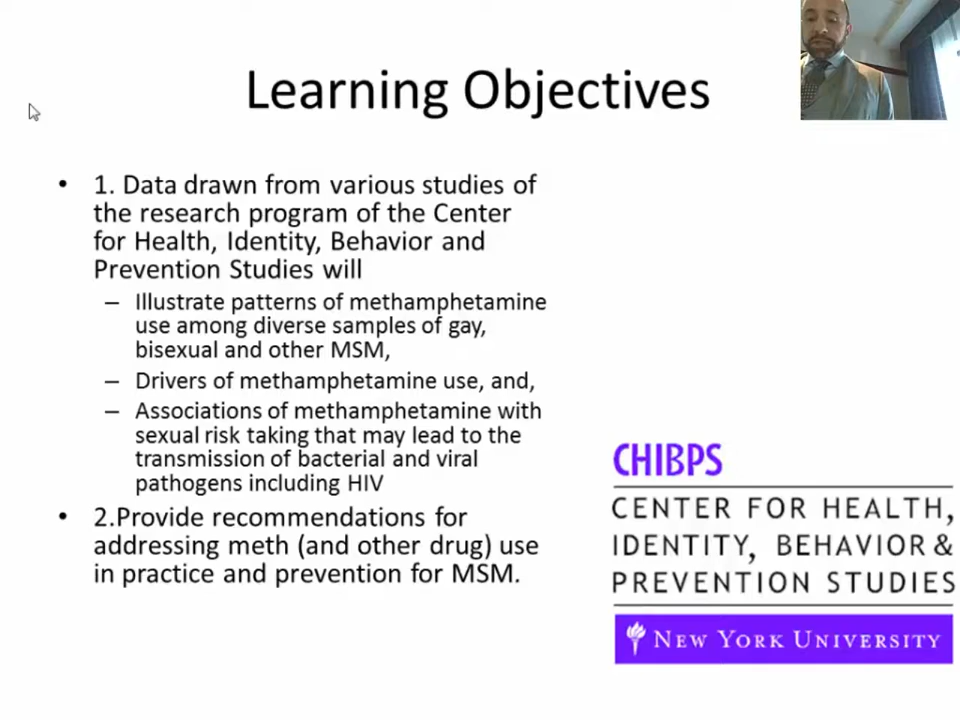 Learning Objectives
• 1. Data drawn from various studies of
the research program of the Center
for Health, Identity, Behavior and
Prevention Studies will
– Illustrate patterns of methamphetamine
use among diverse samples of gay,
bisexual and other MSM,
– Drivers of methamphetamine use, and,
– Associations of methamphetamine with
sexual risk taking that may lead to the
transmission of bacterial and viral
pathogens including HIV
• 2.Provide recommendations for
addressing meth (and other drug) use
in practice and prevention for MSM.
CHIBPS
CENTER FOR HEALTH,
IDENTITY, BEHAVIOR &
PREVENTION STUDIES
NEW YORK UNIVERSITY